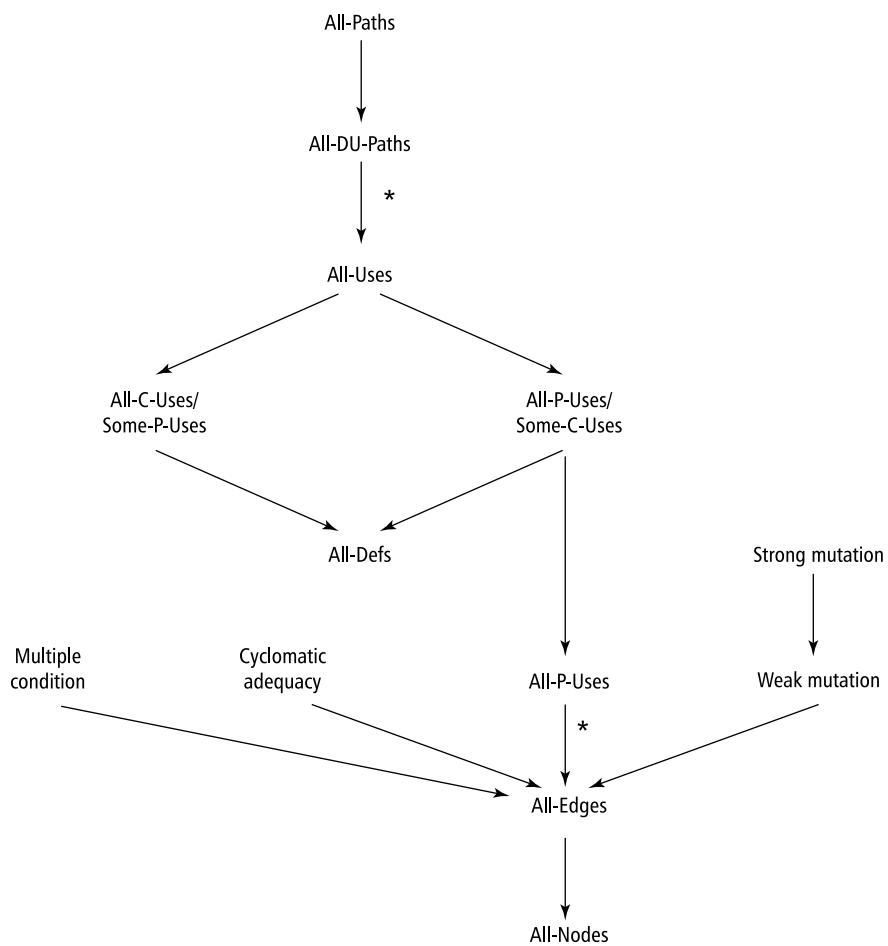 All-Paths
All-DU-Paths
*
All-Uses
All-C-Uses/
Some-P-Uses
All-P-Uses/
Some-C-Uses
All-Defs
Strong mutation
Multiple
condition
Cyclomatic
adequacy
All-P-Uses
Weak mutation
*
All-Edges
All-Nodes